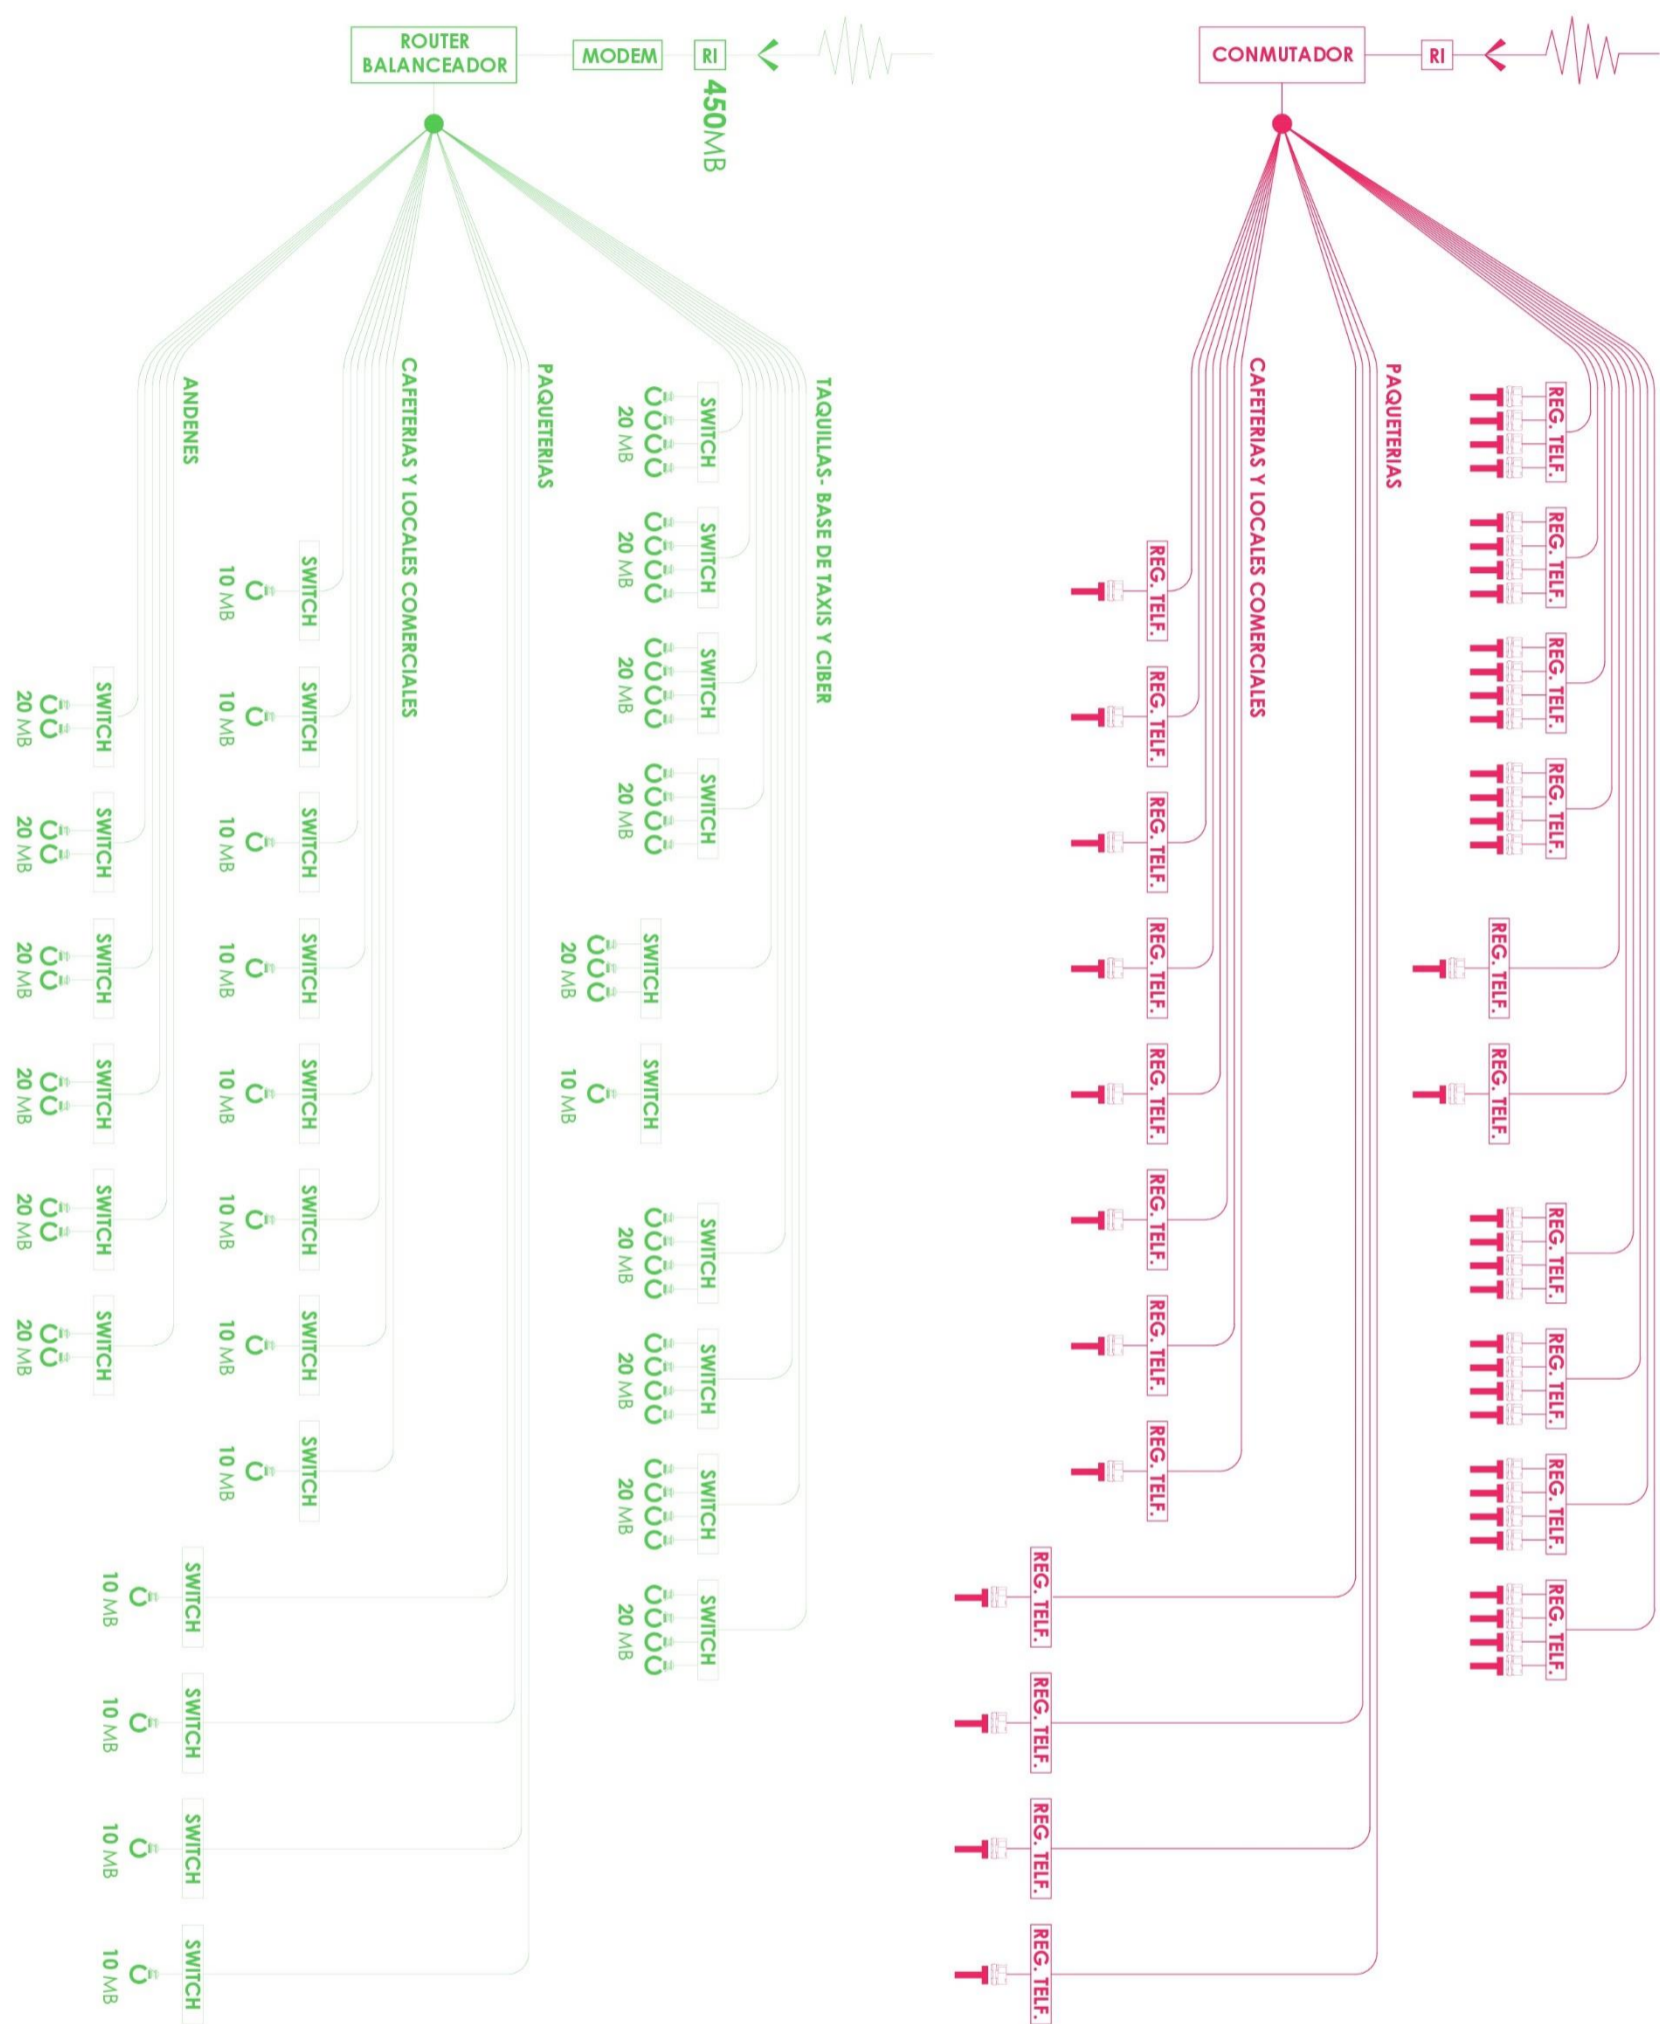 ROUTER
BALANCEADOR
MODEM
RI
450MB
TAQUILLAS- BASE DE TAXIS Y CIBER
SWITCH
20 MB
SWITCH
20 MB
SWITCH
20 MB
SWITCH
20 MB
SWITCH
20 MB
SWITCH
10 MB
SWITCH
20 MB
SWITCH
20 MB
SWITCH
20 MB
SWITCH
20 MB
PAQUETERIAS
SWITCH
10 MB
SWITCH
10 MB
SWITCH
10 MB
SWITCH
10 MB
CAFETERIAS Y LOCALES COMERCIALES
SWITCH
10 MB
SWITCH
10 MB
SWITCH
10 MB
SWITCH
10 MB
SWITCH
10 MB
SWITCH
10 MB
SWITCH
10 MB
SWITCH
10 MB
ANDENES
SWITCH
20 MB
SWITCH
20 MB
SWITCH
20 MB
SWITCH
20 MB
SWITCH
20 MB
SWITCH
20 MB
CONMUTADOR
RI
REG. TELF.
REG. TELF.
REG. TELF.
REG. TELF.
REG. TELF.
REG. TELF.
REG. TELF.
REG. TELF.
REG. TELF.
REG. TELF.
PAQUETERIAS
REG. TELF.
REG. TELF.
REG. TELF.
REG. TELF.
CAFETERIAS Y LOCALES COMERCIALES
REG. TELF.
REG. TELF.
REG. TELF.
REG. TELF.
REG. TELF.
REG. TELF.
REG. TELF.
REG. TELF.